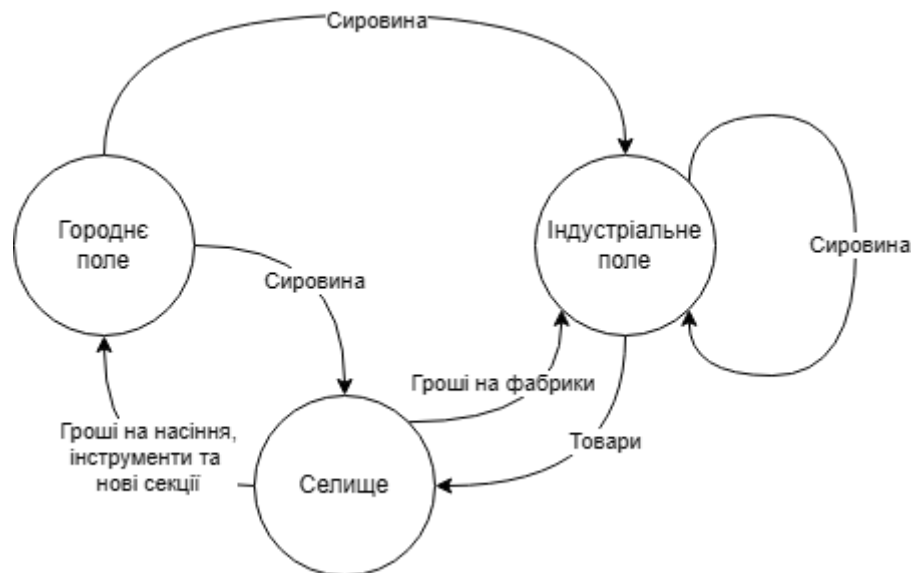 Сировина
Городнє
поле
Індустріальне
поле
Сировина
Сировина
Гроші на фабрики
Гроші на насіння,
інструменти та
нові секції
Товари
Селище